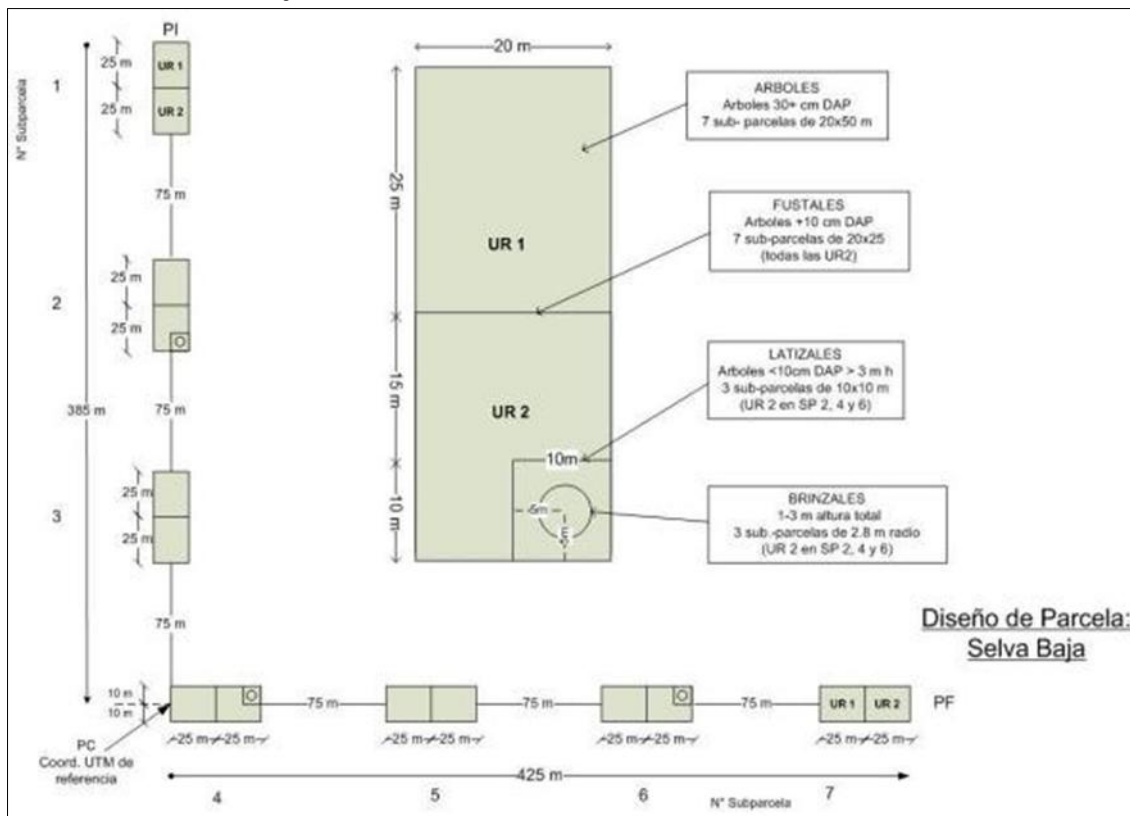 PI
20 m
25 m
UR 1
1
25 m
UR 2
N° Subparcela
ARBOLES
Arboles 30+ cm DAP
7 sub- parcelas de 20x50 m
75 m
25 m
FUSTALES
Arboles +10 cm DAP
7 sub-parcelas de 20x25
(todas las UR2)
UR 1
25 m
2
25 m
LATIZALES
Arboles <10cm DAP > 3 m h
3 sub-parcelas de 10x10 m
(UR 2 en SP 2, 4 y 6)
15 m
385 m
75 m
UR 2
10m
25 m
3
25 m
10 m
5m
5m
BRINZALES
1-3 m altura total
3 sub.-parcelas de 2.8 m radio
(UR 2 en SP 2, 4 y 6)
75 m
Diseño de Parcela:
Selva Baja
10 m
10 m
75 m
75 m
75 m
UR 1
UR 2
PF
PC
Coord. UTM de
referencia
25 m
25 m
25 m
25 m
25 m
25 m
25 m
25 m
425 m
4
5
6
7
N° Subparcela